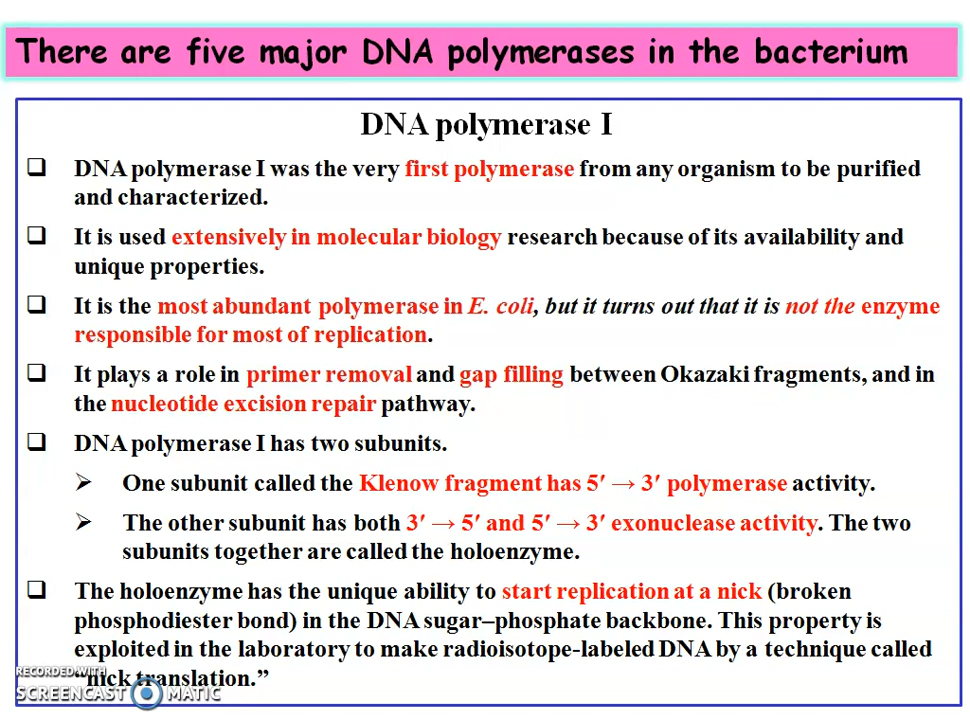 There are five major DNA polymerases in the bacterium
DNA polymerase I
❑ DNA polymerase I was the very first polymerase from any organism to be purified
and characterized.
❑ It is used extensively in molecular biology research because of its availability and
unique properties.
❑ It is the most abundant polymerase in E. coli, but it turns out that it is not the enzyme
responsible for most of replication.
❑ It plays a role in primer removal and gap filling between Okazaki fragments, and in
the nucleotide excision repair pathway.
❑ DNA polymerase I has two subunits.
➢ One subunit called the Klenow fragment has 5′ → 3′ polymerase activity.
➢ The other subunit has both 3′ → 5′ and 5′ → 3′ exonuclease activity. The two
subunits together are called the holoenzyme.
❑ The holoenzyme has the unique ability to start replication at a nick (broken
phosphodiester bond) in the DNA sugar–phosphate backbone. This property is
exploited in the laboratory to make radioisotope-labeled DNA by a technique called
“nick translation.”
RECORDED WITH
SCREENCAST MATIC